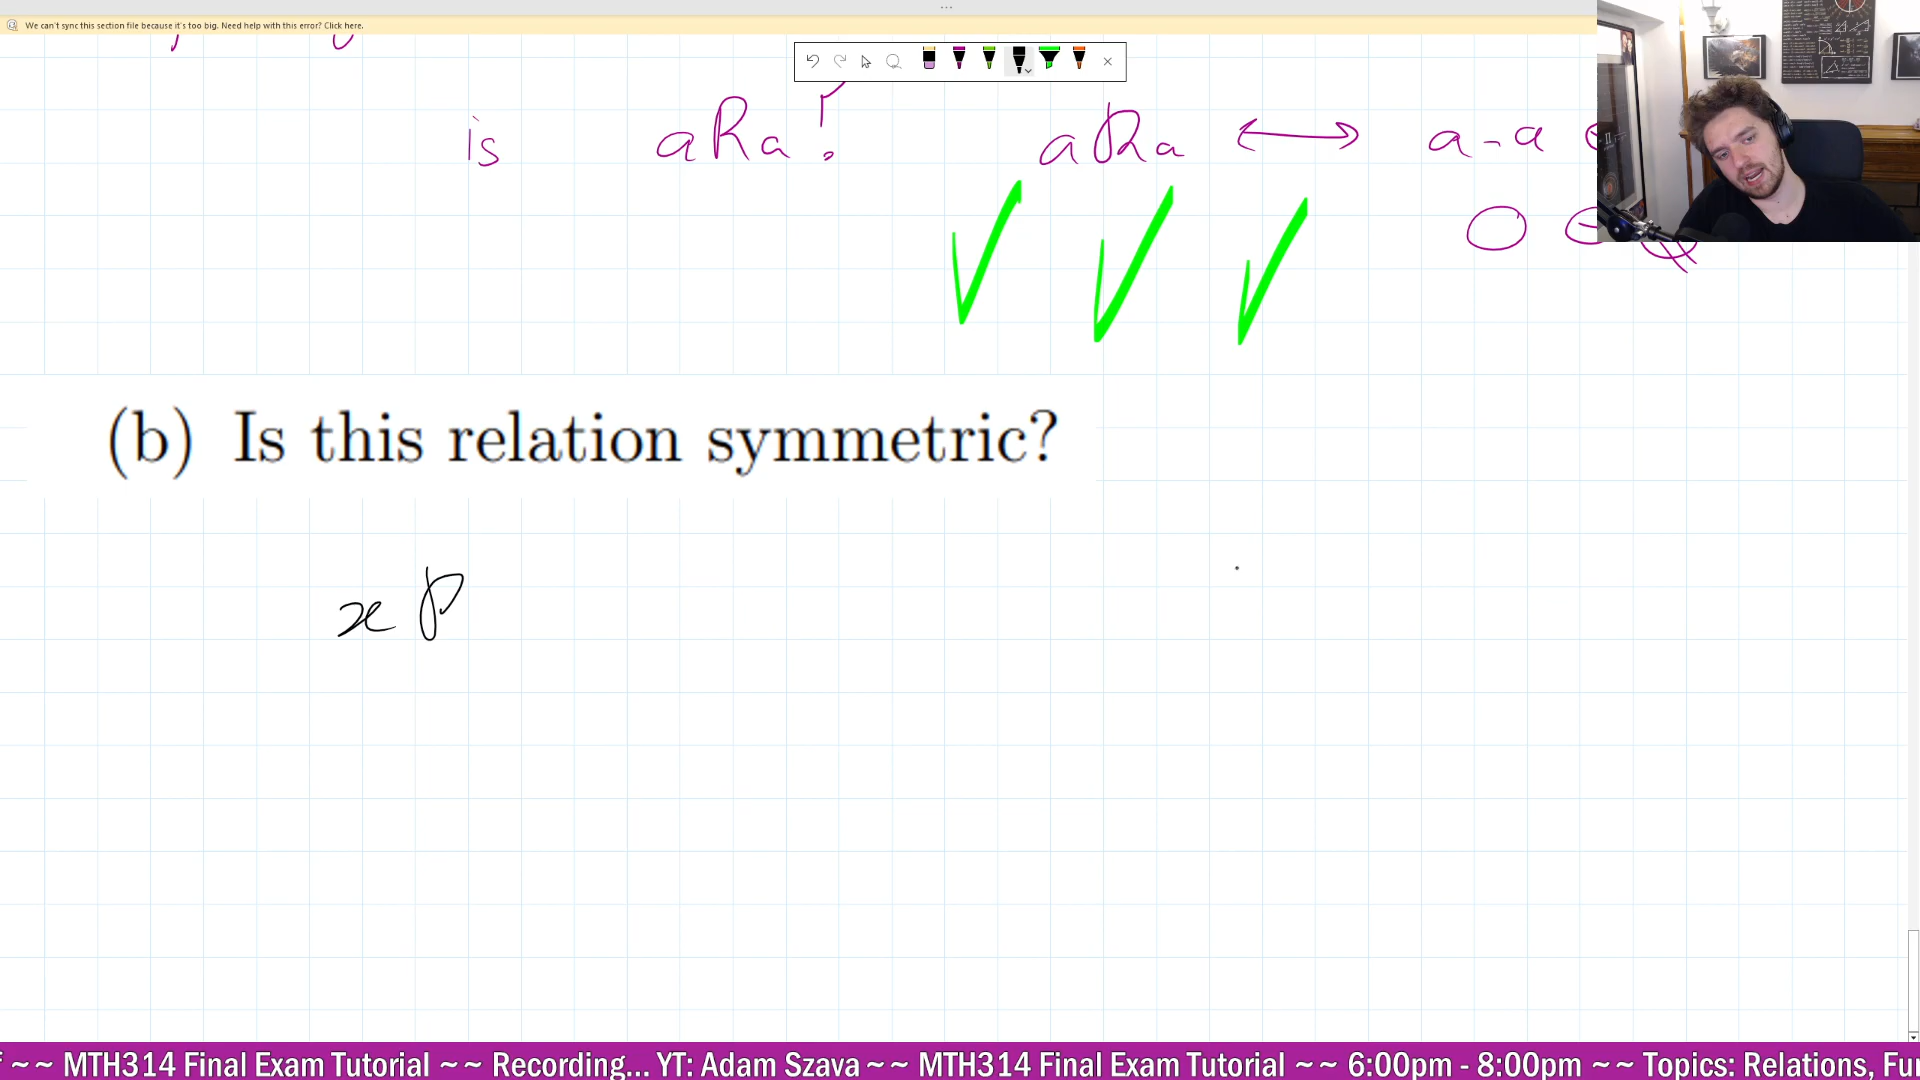 We can't sync this section file because it's too big. Need help with this error? Click here.
is aRa? aRa ↔ a - a
0 ∈ Q
(b) Is this relation symmetric?
x
~~ MTH314 Final Exam Tutorial ~~ Recording... YT: Adam Szava ~~ MTH314 Final Exam Tutorial ~~ 6:00pm - 8:00pm ~~ Topics: Relations, Fu